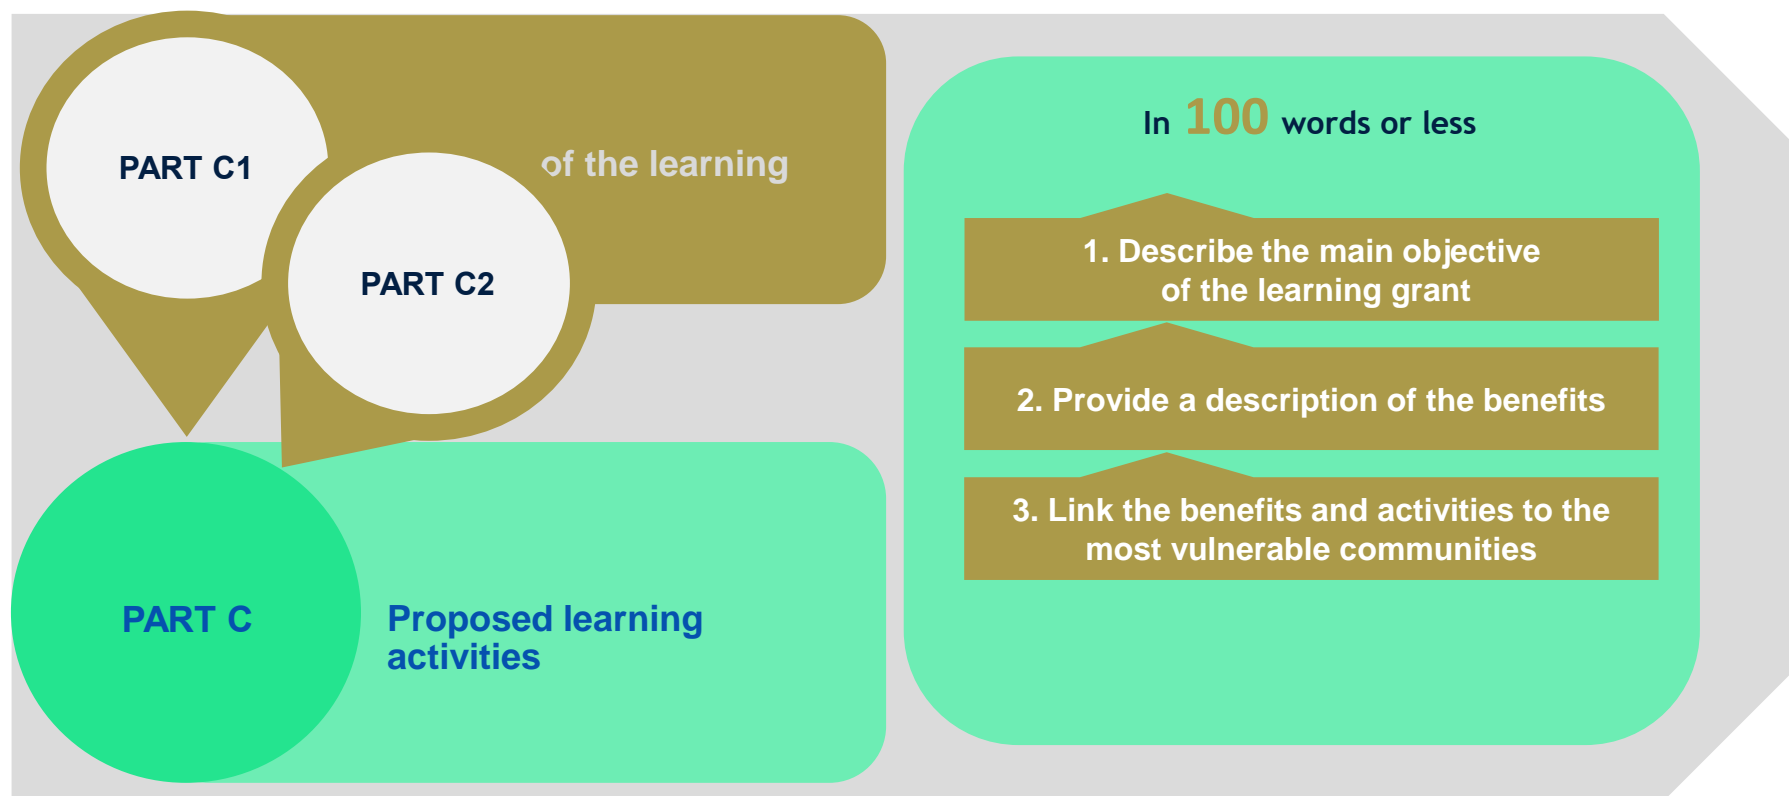 PART C1
of the learning
PART C2
PART C
Proposed learning
activities
In 100 words or less
1. Describe the main objective
of the learning grant
2. Provide a description of the benefits
3. Link the benefits and activities to the
most vulnerable communities